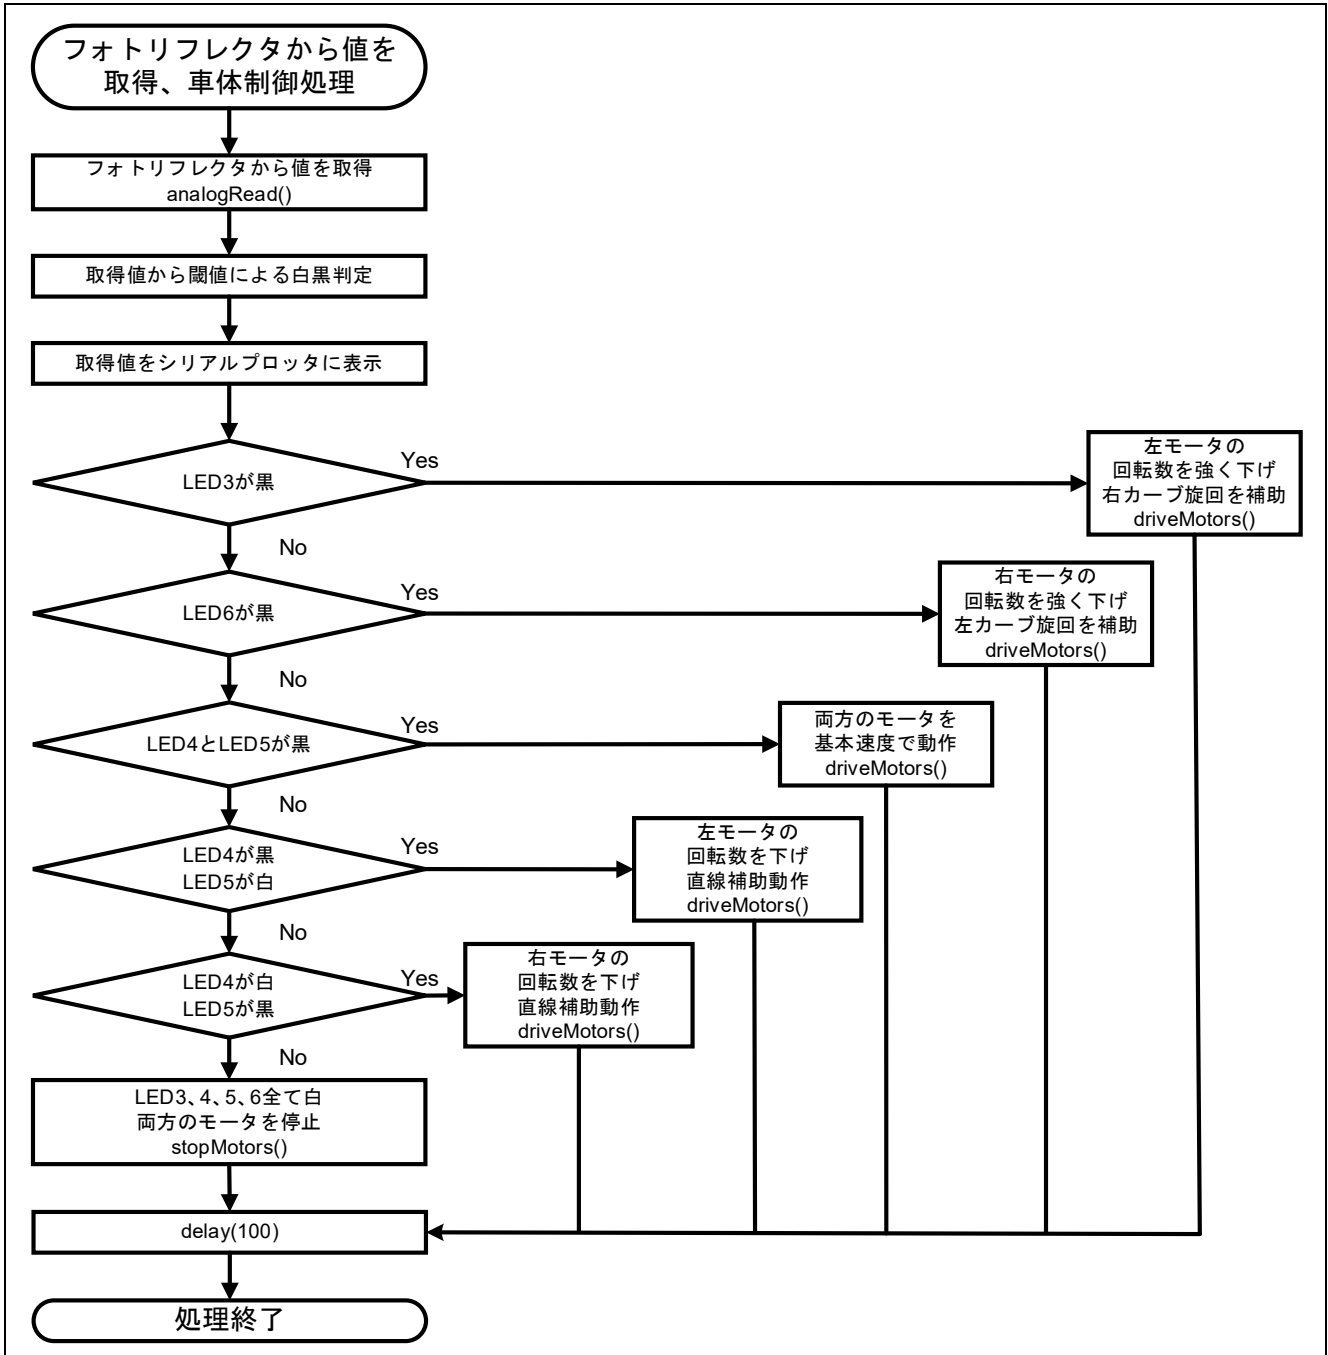 フォトリフレクタから値を
取得、車体制御処理
フォトリフレクタから値を取得
analogRead()
取得値から閾値による白黒判定
取得値をシリアルプロッタに表示
LED3が黒
Yes
左モータの
回転数を強く下げ
右カーブ旋回を補助
driveMotors()
No
LED6が黒
Yes
右モータの
回転数を強く下げ
左カーブ旋回を補助
driveMotors()
No
LED4とLED5が黒
Yes
両方のモータを
基本速度で動作
driveMotors()
No
LED4が黒
LED5が白
Yes
左モータの
回転数を下げ
直線補助動作
driveMotors()
No
LED4が白
LED5が黒
Yes
右モータの
回転数を下げ
直線補助動作
driveMotors()
No
LED3、4、5、6全て白
両方のモータを停止
stopMotors()
delay(100)
処理終了